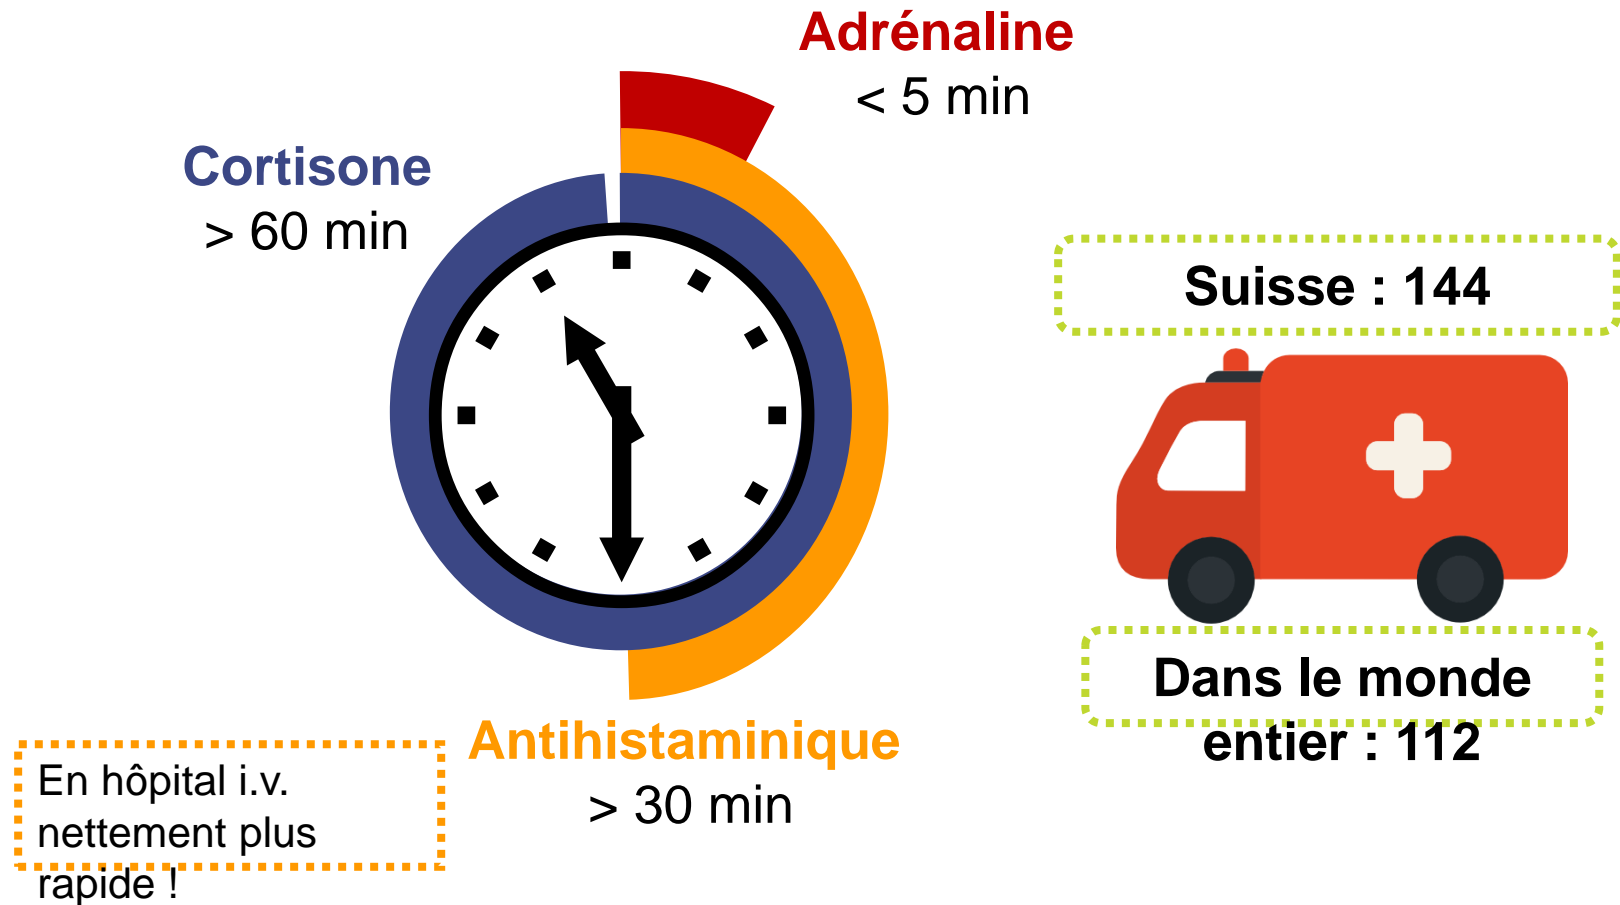 Adrénaline
< 5 min
Cortisone
> 60 min
Suisse : 144
Dans le monde
entier : 112
Antihistaminique
> 30 min
En hôpital i.v.
nettement plus
rapide !